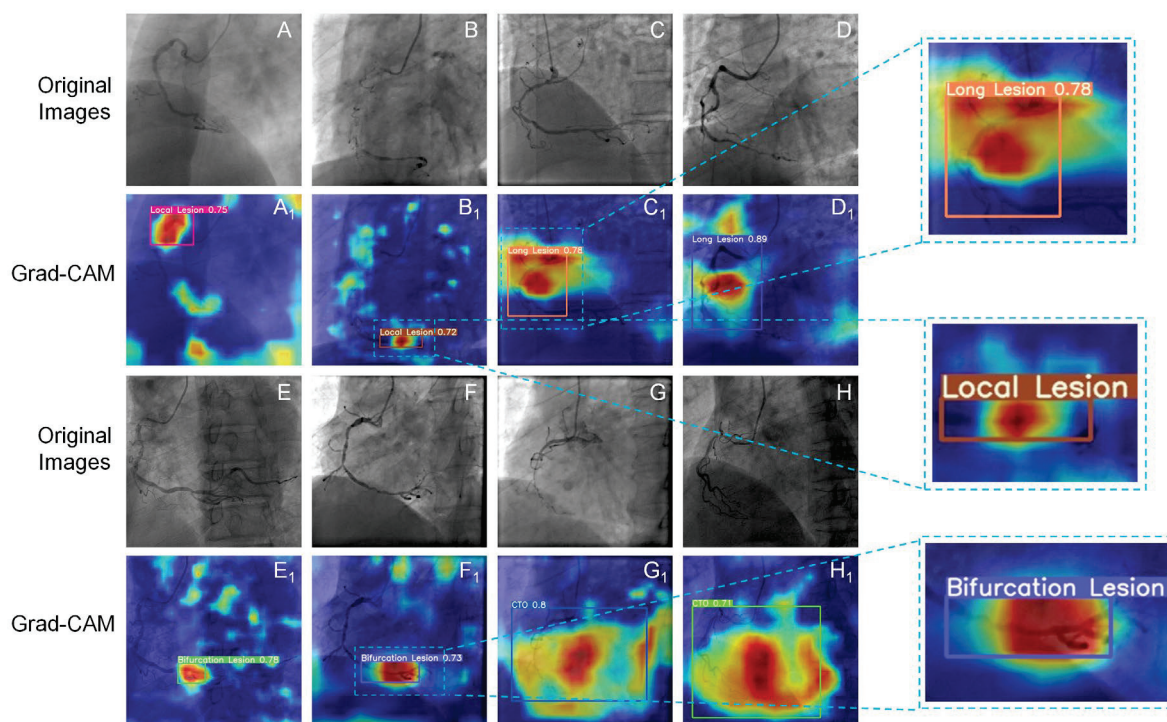 Original
Images
A
B
C
D
Long Lesion 0.78
Grad-CAM
A1
Local Lesion 0.75
B1
Local Lesion 0.72
C1
Long Lesion 0.78
D1
Long Lesion 0.89
Local Lesion
Original
Images
E
F
G
H
Grad-CAM
E1
Bifurcation Lesion 0.78
F1
Bifurcation Lesion 0.73
G1
CTO 0.8
H1
CTO 0.71
Bifurcation Lesion